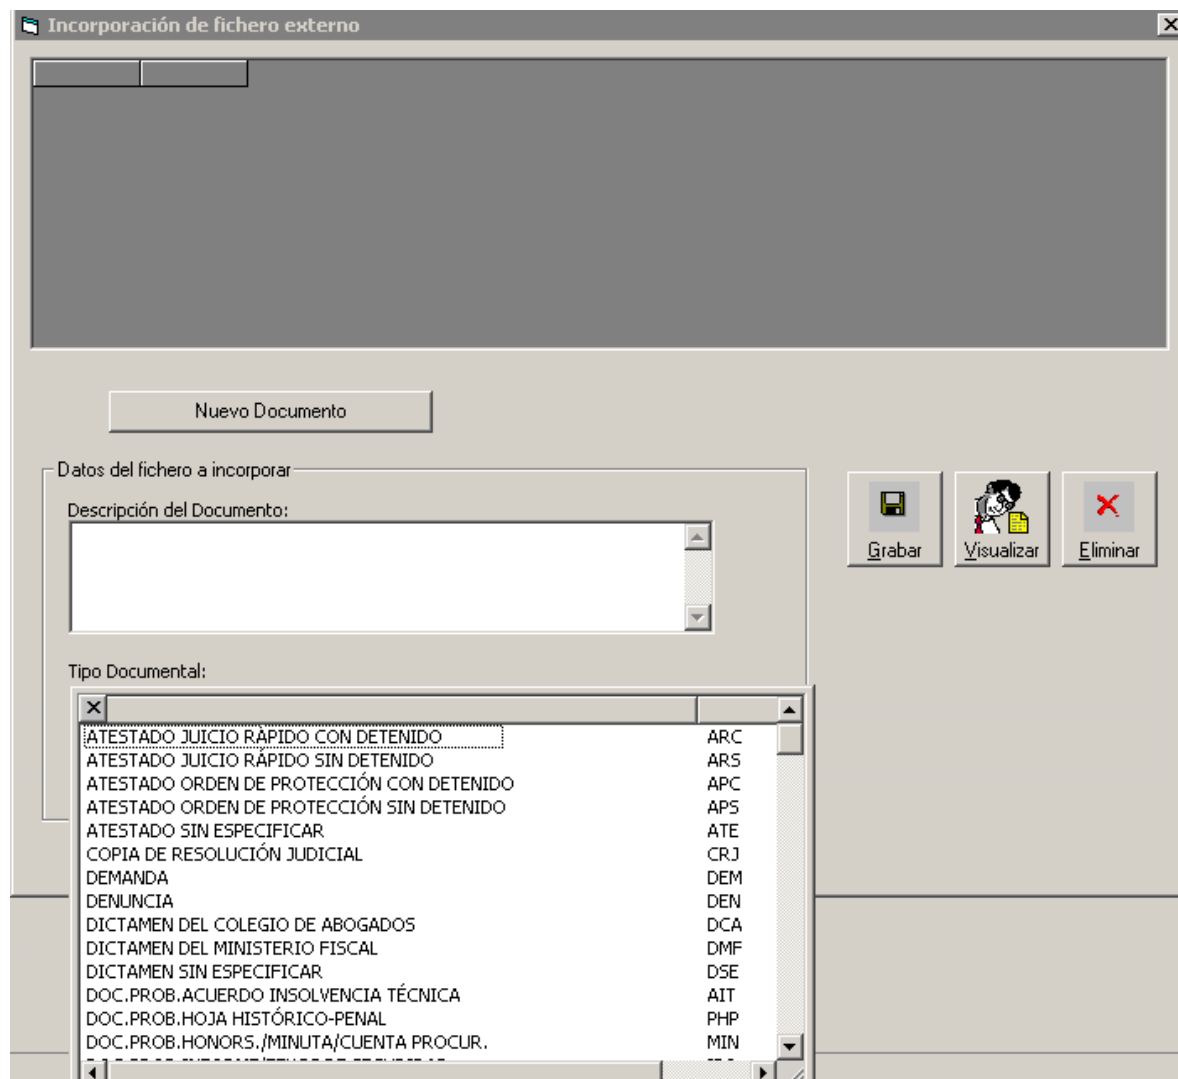 Incorporación de fichero externo
Nuevo Documento
Datos del fichero a incorporar
Descripción del Documento:
Grabar Visualizar Eliminar
Tipo Documental:
ATESTADO JUICIO RÀPIDO CON DETENIDO ARC
ATESTADO JUICIO RÁPIDO SIN DETENIDO ARS
ATESTADO ORDEN DE PROTECCIÓN CON DETENIDO APC
ATESTADO ORDEN DE PROTECCIÓN SIN DETENIDO APS
ATESTADO SIN ESPECIFICAR ATE
COPIA DE RESOLUCIÓN JUDICIAL CRJ
DEMANDA DEM
DENUNCIA DEN
DICTAMEN DEL COLEGIO DE ABOGADOS DCA
DICTAMEN DEL MINISTERIO FISCAL DMF
DICTAMEN SIN ESPECIFICAR DSE
DOC.PROB.ACUERDO INSOLVENCIA TÉCNICA AIT
DOC.PROB.HOJA HISTÓRICO-PENAL PHP
DOC.PROB.HONORS./MINUTA/CUENTA PROCUR. MIN